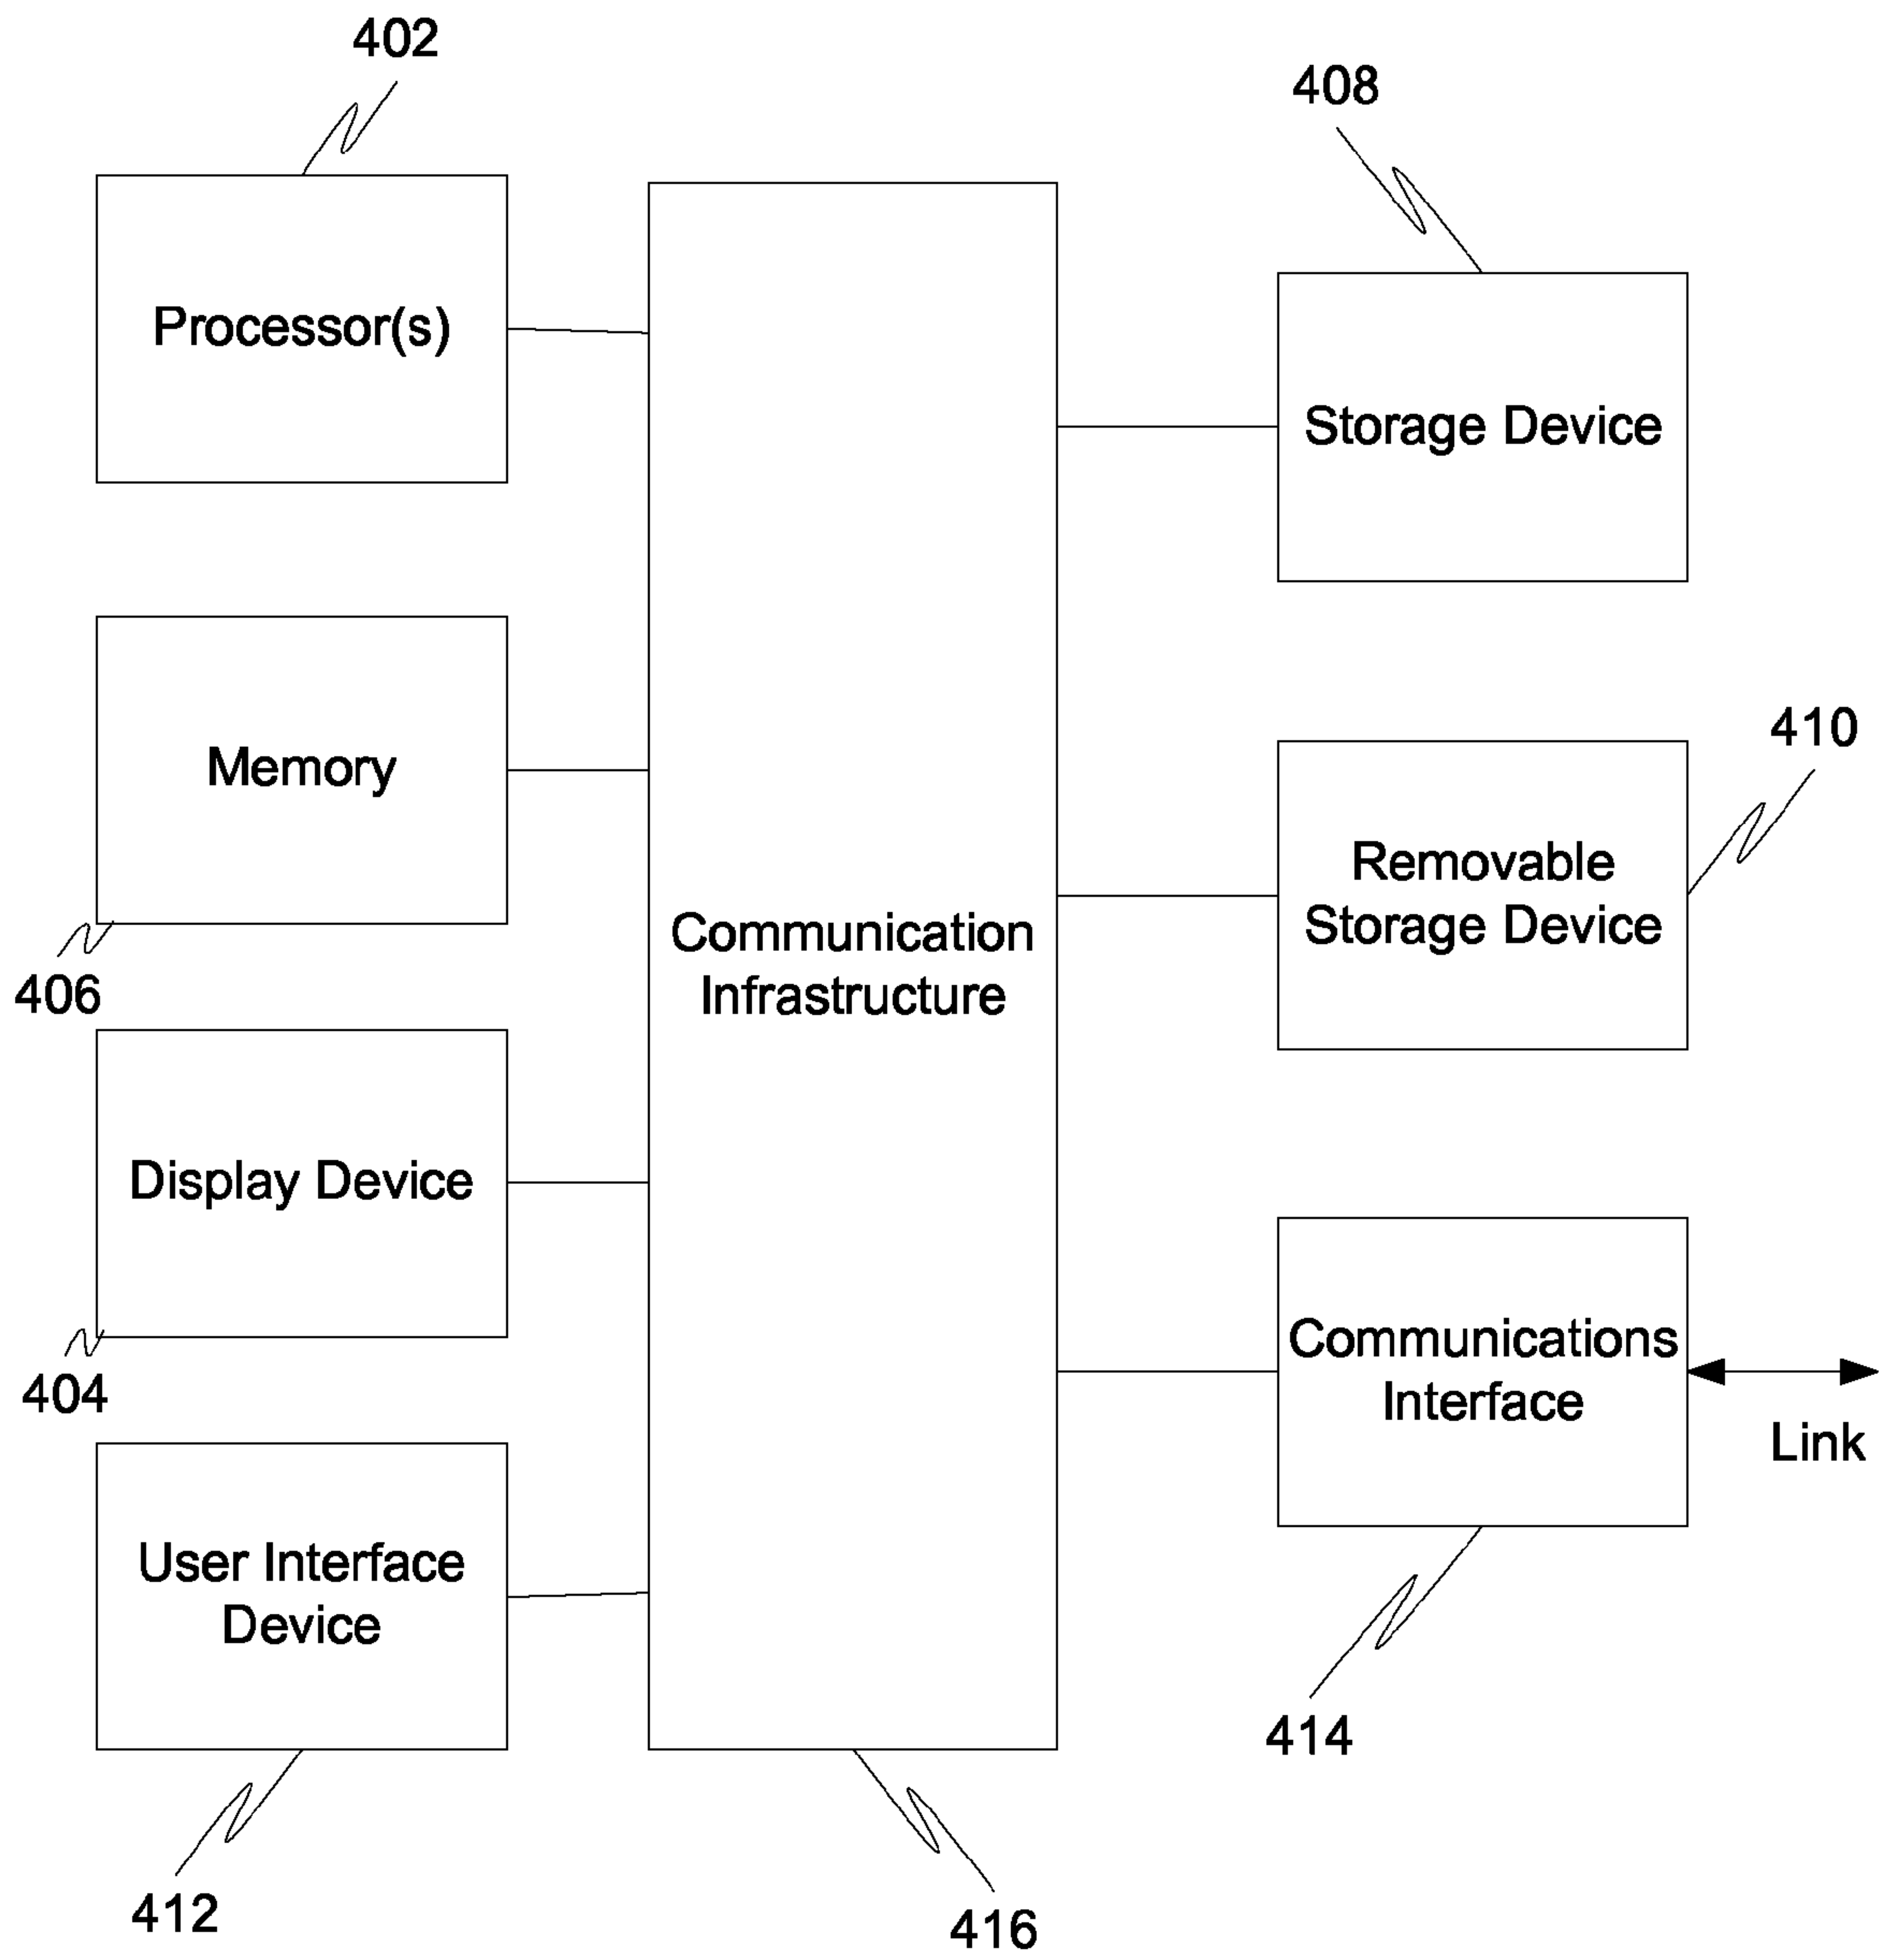 402
408
Processor(s)
Storage Device
Memory
410
Removable
Storage Device
406
Communication
Infrastructure
Display Device
404
Communications
Interface
Link
User Interface
Device
414
412
416